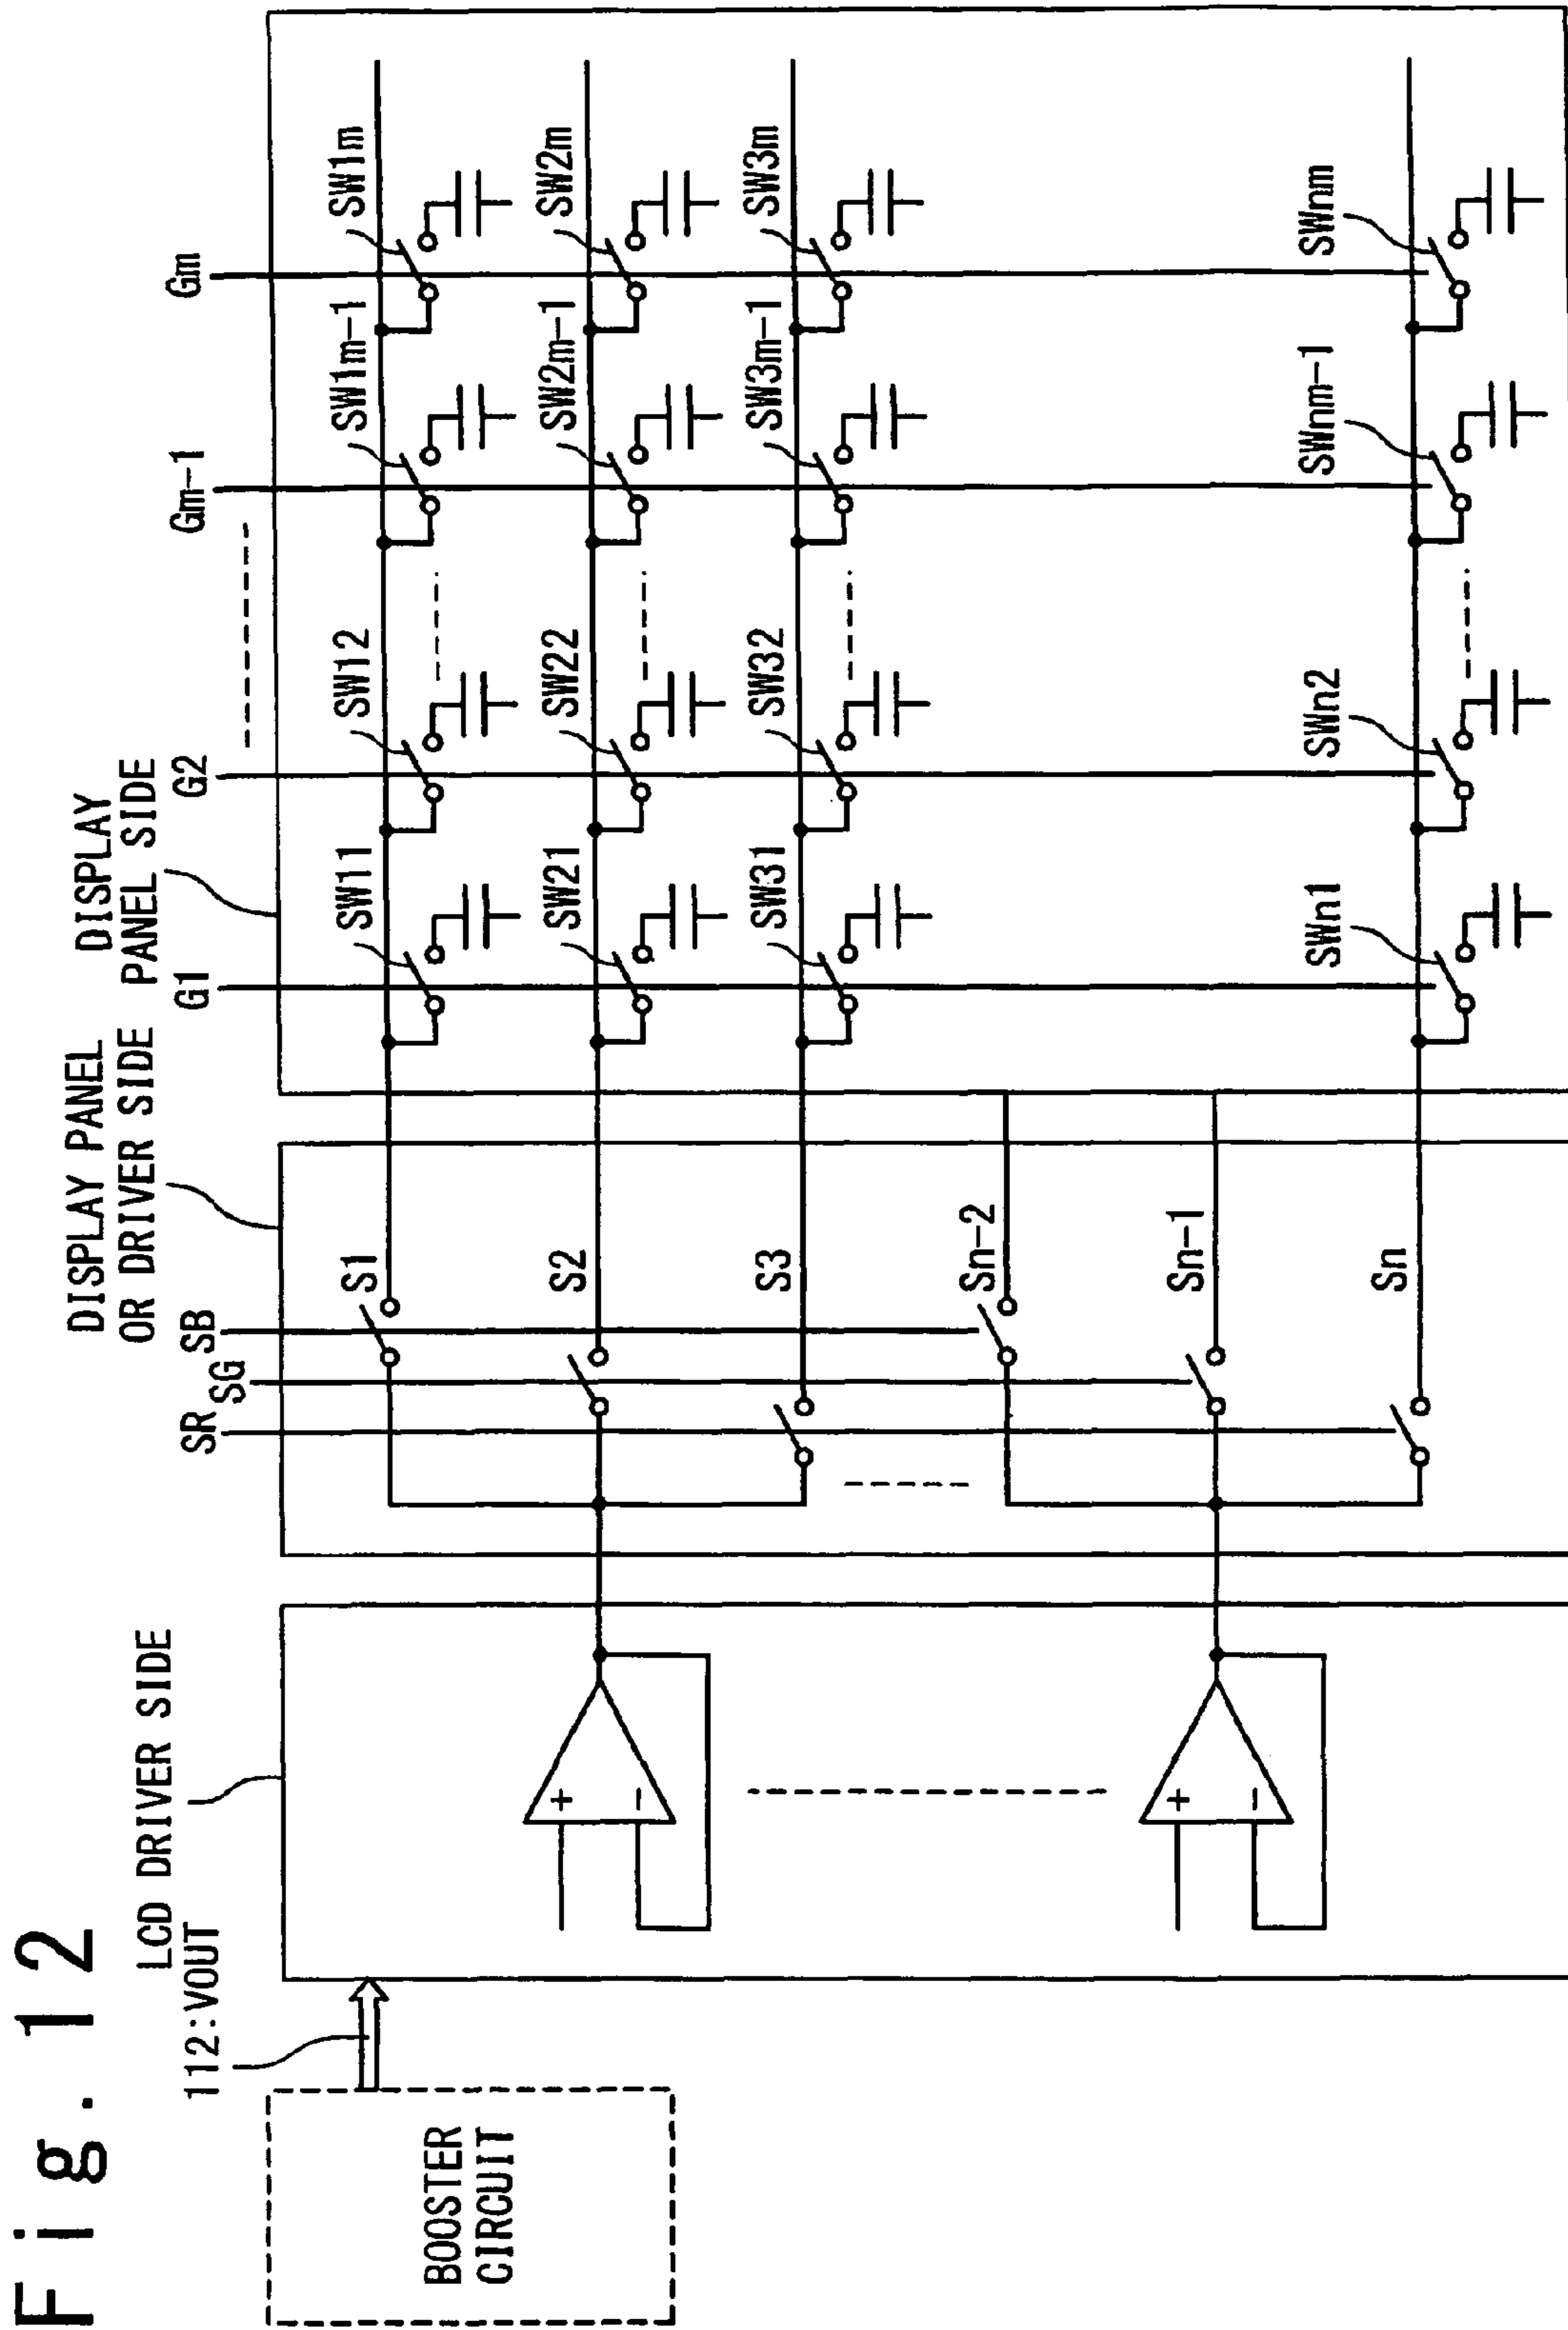 Fig. 12
BOOSTER
CIRCUIT
112:VOUT
LCD DRIVER SIDE
+
−
+
−
DISPLAY PANEL
OR DRIVER SIDE
SR
SG
SB
S1
S2
S3
Sn-2
Sn-1
Sn
DISPLAY
PANEL SIDE
G1
G2
Gm-1
Gm
SW11
SW12
SW1m-1
SW1m
SW21
SW22
SW2m-1
SW2m
SW31
SW32
SW3m-1
SW3m
SWn1
SWn2
SWnm-1
SWnm